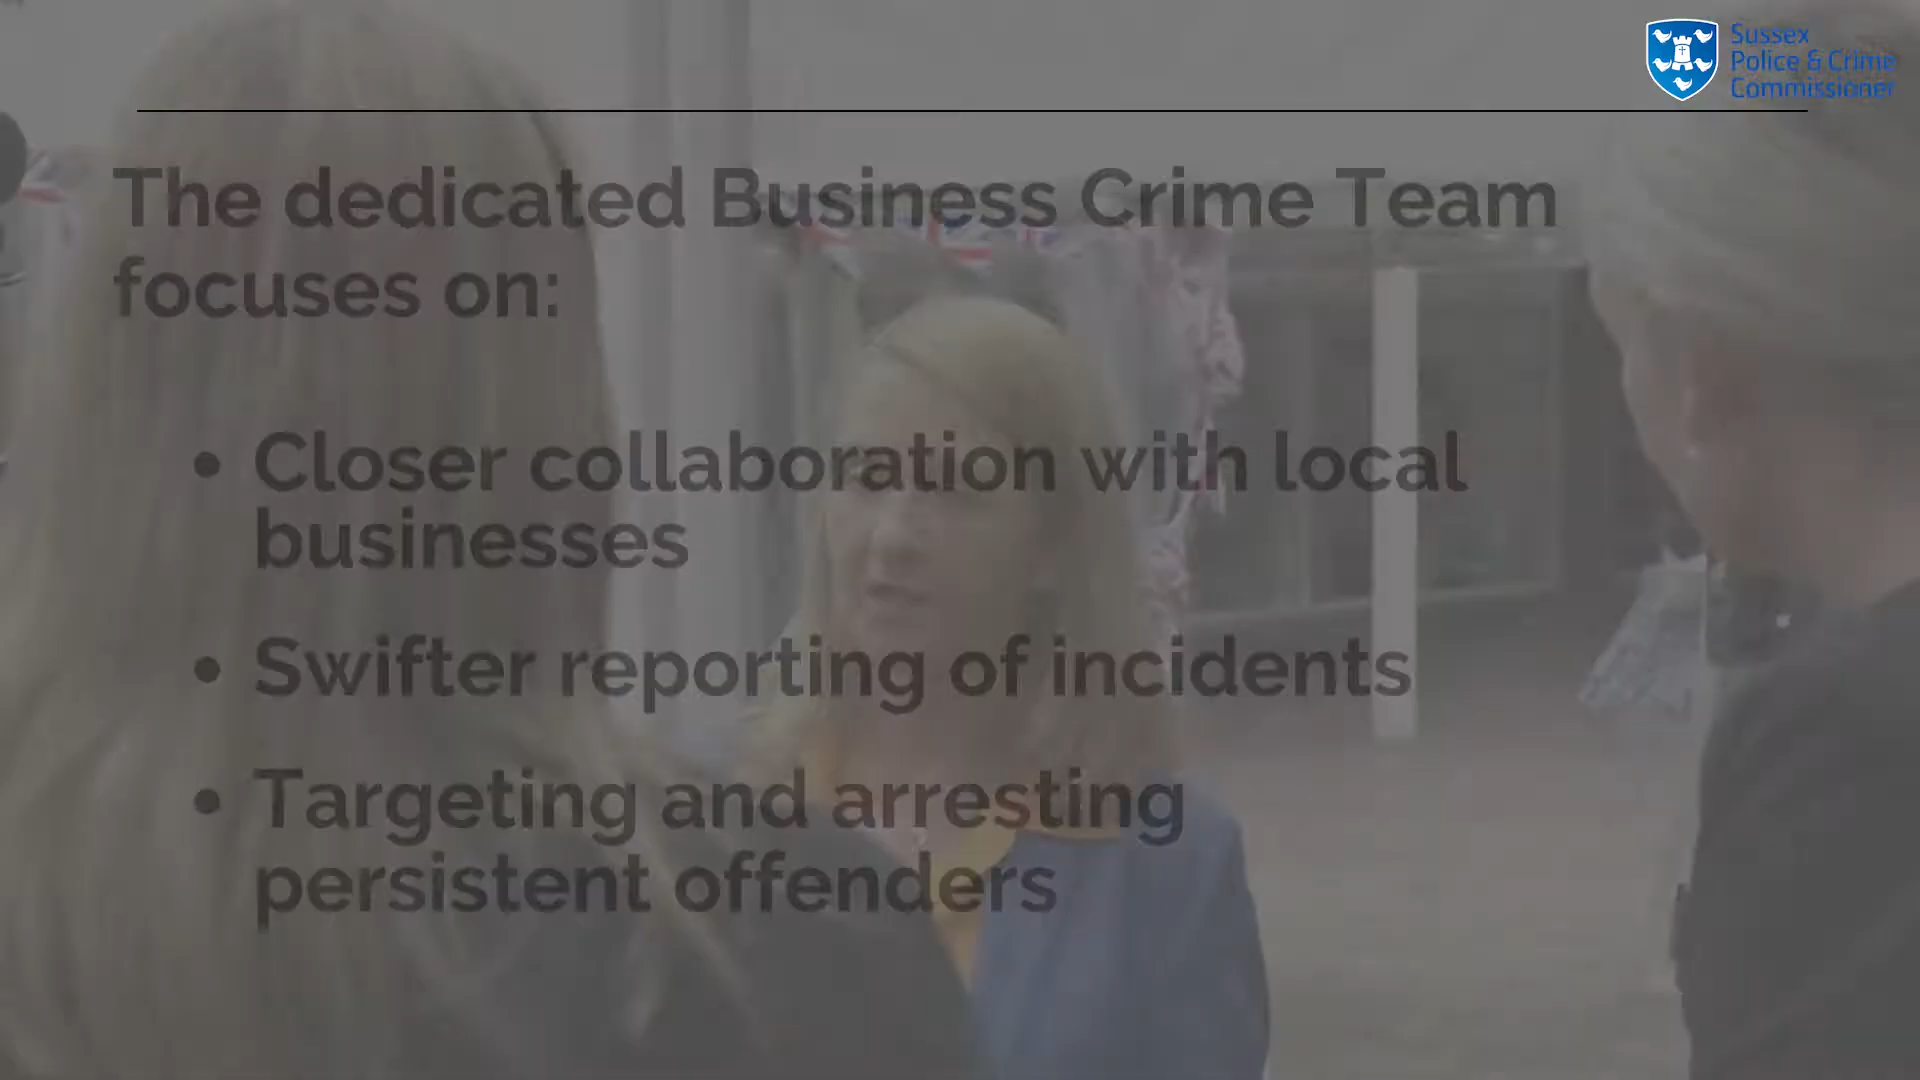 Sussex
Police & Crime
Commissioner
The dedicated Business Crime Team
focuses on:
• Closer collaboration with local
businesses
• Swifter reporting of incidents
• Targeting and arresting
persistent offenders